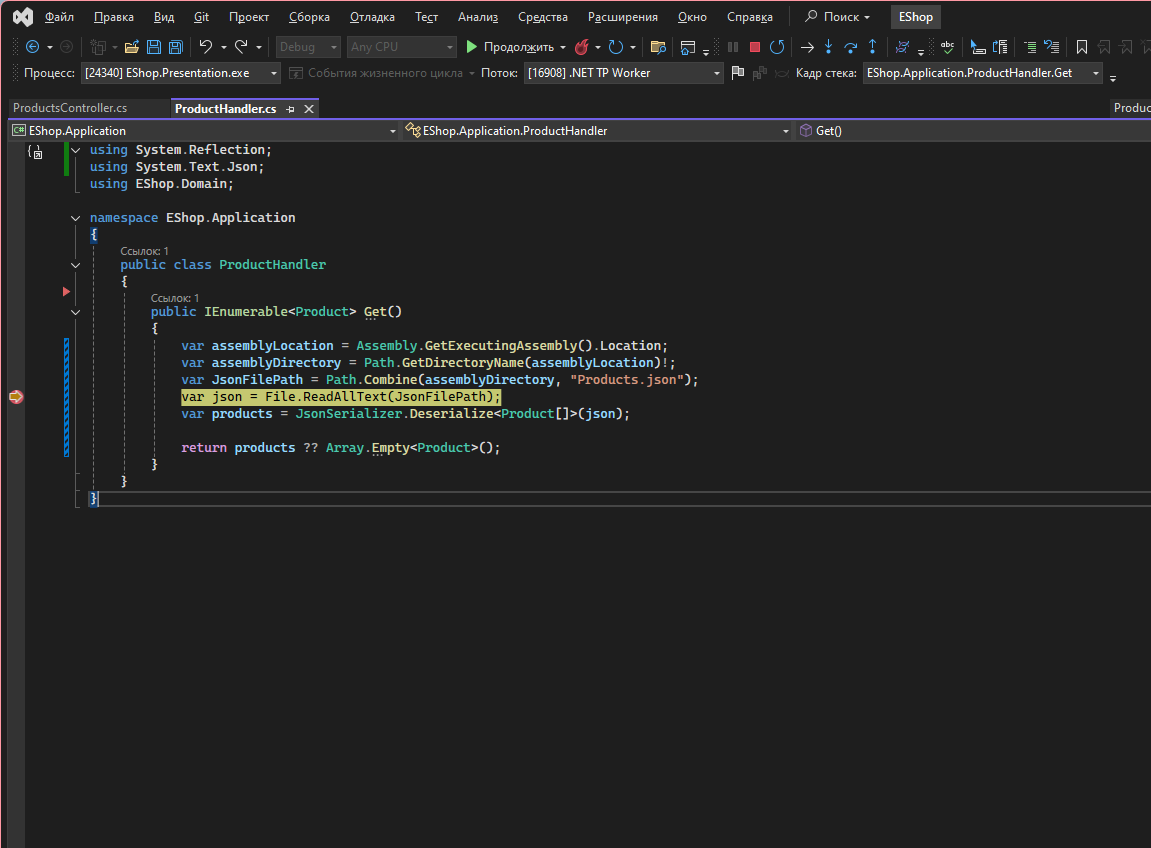 Файл Правка Вид Git Проект Сборка Отладка Тест Анализ Средства Расширения Окно Справка Поиск EShop
Debug Any CPU Продолжить abc
Процесс: [24340] EShop.Presentation.exe События жизненного цикла Поток: [16908] .NET TP Worker Кадр стека: EShop.Application.ProductHandler.Get
ProductsController.cs ProductHandler.cs Produc
C# EShop.Application EShop.Application.ProductHandler Get()
using System.Reflection;
using System.Text.Json;
using EShop.Domain;
namespace EShop.Application
{
Ссылок: 1
public class ProductHandler
{
Ссылок: 1
public IEnumerable<Product> Get()
{
var assemblyLocation = Assembly.GetExecutingAssembly().Location;
var assemblyDirectory = Path.GetDirectoryName(assemblyLocation)!;
var JsonFilePath = Path.Combine(assemblyDirectory, "Products.json");
var json = File.ReadAllText(JsonFilePath);
var products = JsonSerializer.Deserialize<Product[]>(json);
return products ?? Array.Empty<Product>();
}
}
}